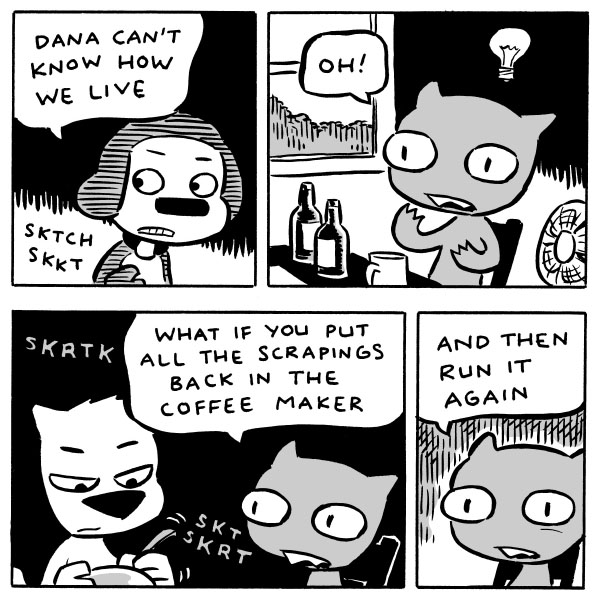 DANA CAN'T
KNOW HOW
WE LIVE
SKTCH
SKKT
OH!
SKRTK
WHAT IF YOU PUT
ALL THE SCRAPINGS
BACK IN THE
COFFEE MAKER
SKT
SKRT
AND THEN
RUN IT
AGAIN